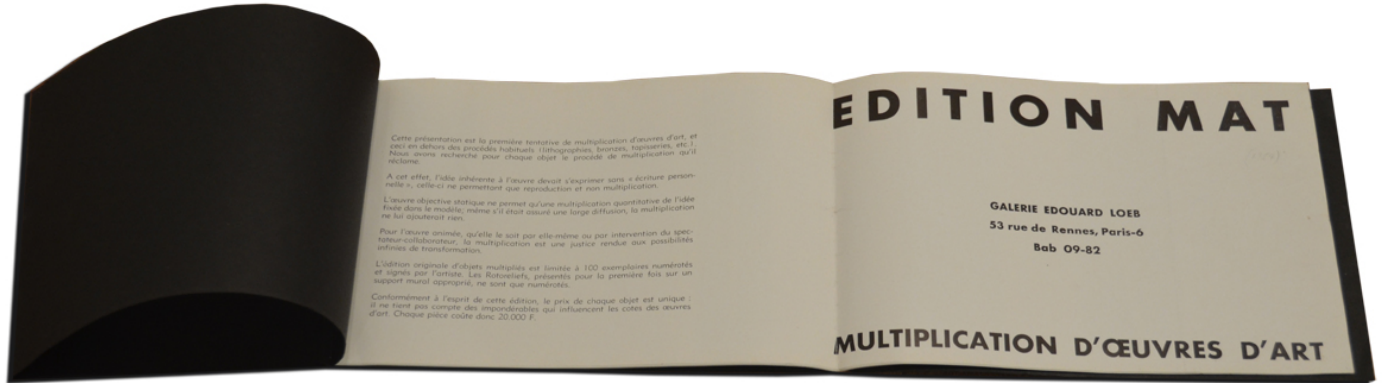 Cette présentation est la première tentative de multiplication d'œuvres d'art, et
ceci en dehors des procédés habituels (lithographies, bronzes, tapisseries, etc.).
Nous avons recherché pour chaque objet le procédé de multiplication qu'il
réclame.
A cet effet, l'idée inhérente à l'œuvre devait s'exprimer sans « écriture person-
nelle », celle-ci ne permettant que reproduction et non multiplication.
L'œuvre objective statique ne permet qu'une multiplication quantitative de l'idée
fixée dans le modèle; même s'il était assuré une large diffusion, la multiplication
ne lui ajouterait rien.
Pour l'œuvre animée, qu'elle le soit par elle-même ou par intervention du spec-
tateur-collaborateur, la multiplication est une justice rendue aux possibilités
infinies de transformation.
L'édition originale d'objets multipliés est limitée à 100 exemplaires numérotés
et signés par l'artiste. Les Rotoreliefs, présentés pour la première fois sur un
support mural approprié, ne sont que numérotés.
Conformément à l'esprit de cette édition, le prix de chaque objet est unique :
il ne tient pas compte des impondérables qui influencent les cotes des œuvres
d'art. Chaque pièce coûte donc 20.000 F.
EDITION MAT
GALERIE EDOUARD LOEB
53 rue de Rennes, Paris-6
Bab 09-82
MULTIPLICATION D'ŒUVRES D'ART